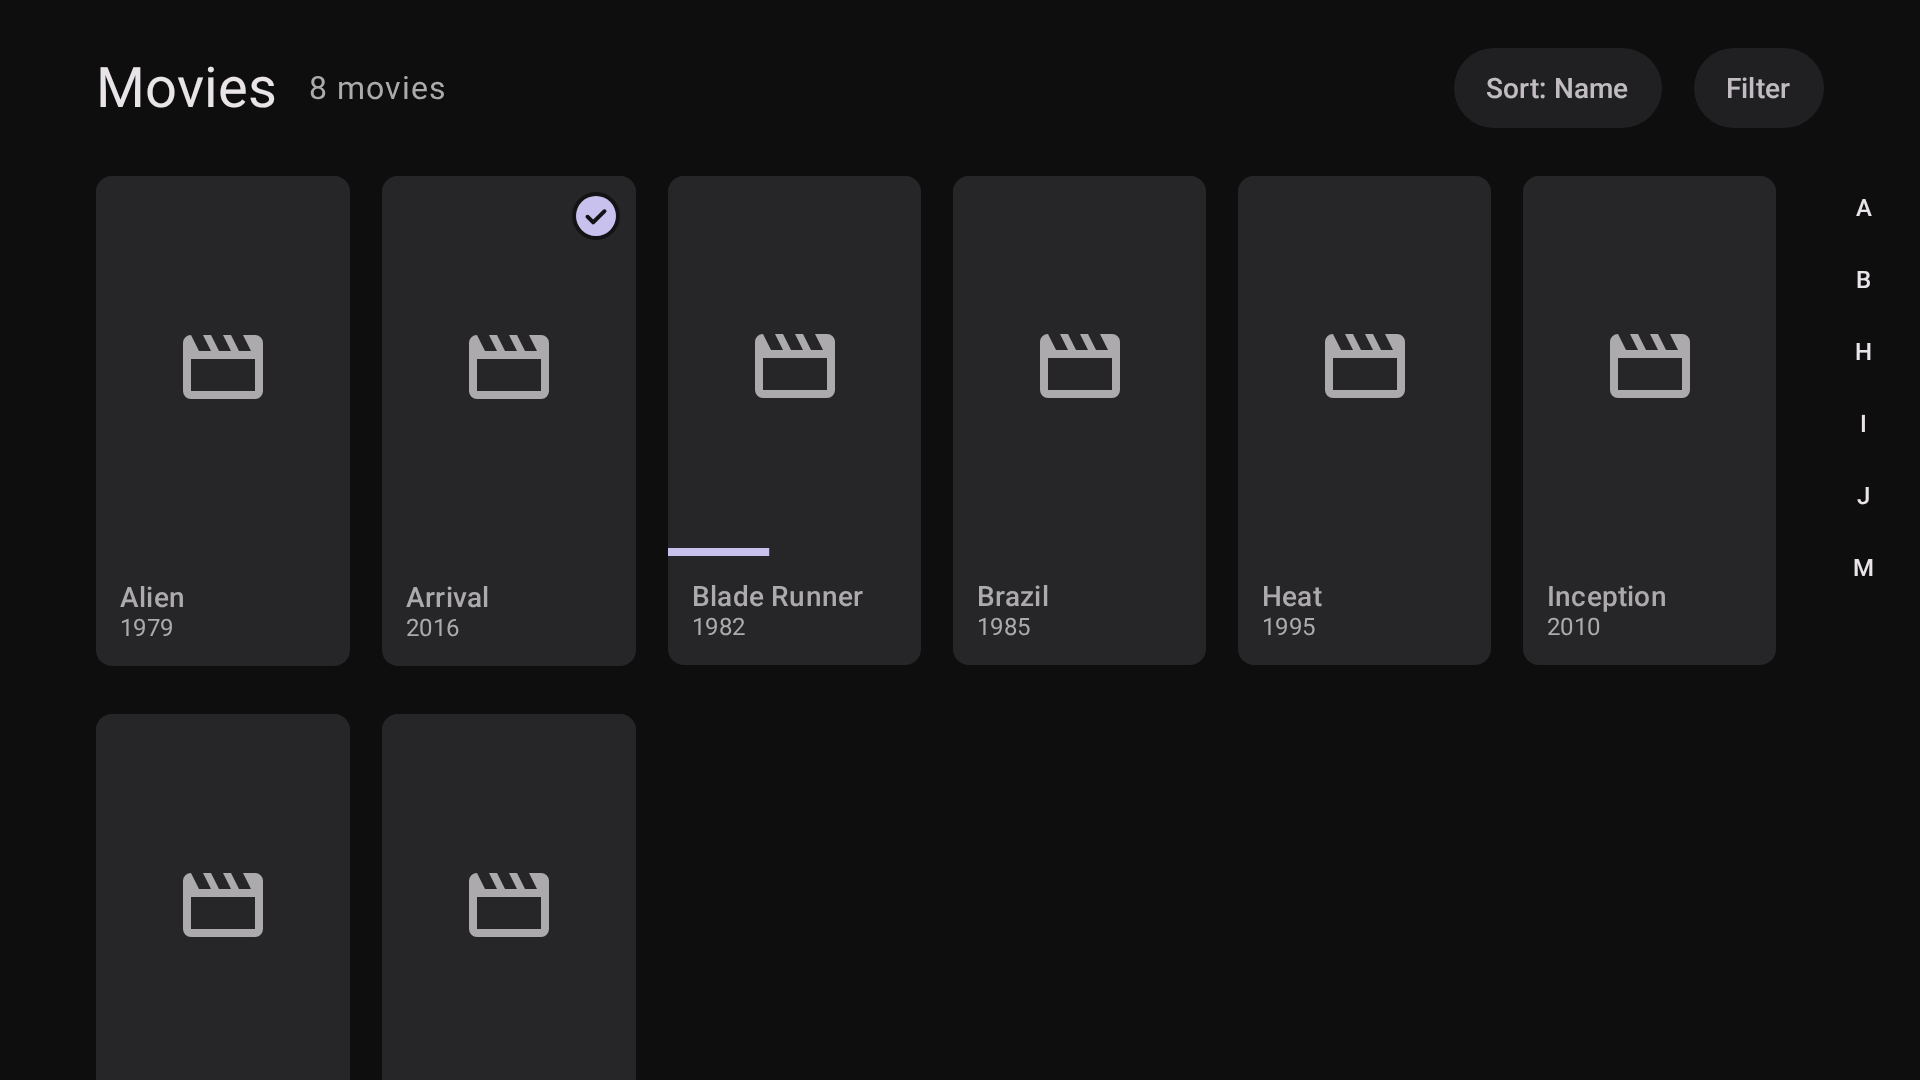 Movies 8 movies
Sort: Name
Filter
A
B
H
I
J
M
Alien
1979
Arrival
2016
Blade Runner
1982
Brazil
1985
Heat
1995
Inception
2010